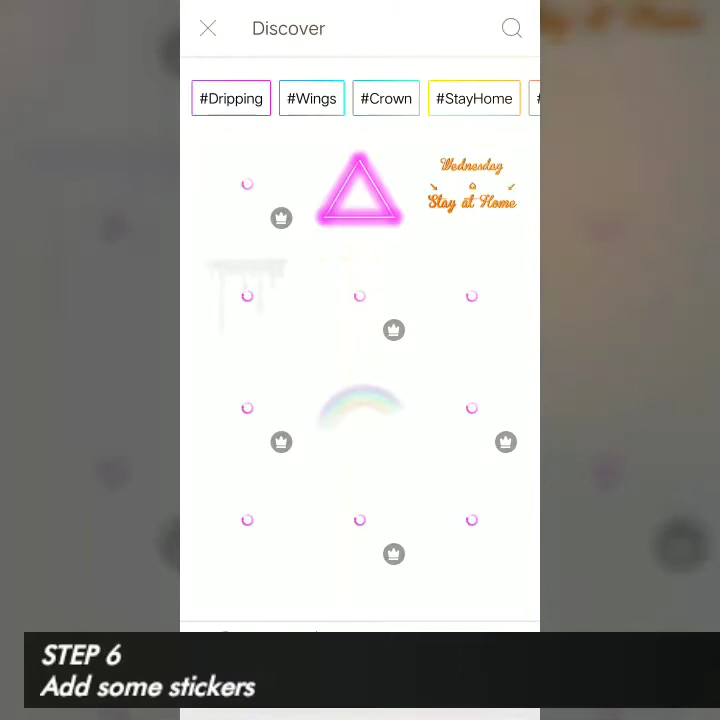 Discover
#Dripping
#Wings
#Crown
#StayHome
#
Wednesday
Stay at Home
STEP 6
Add some stickers